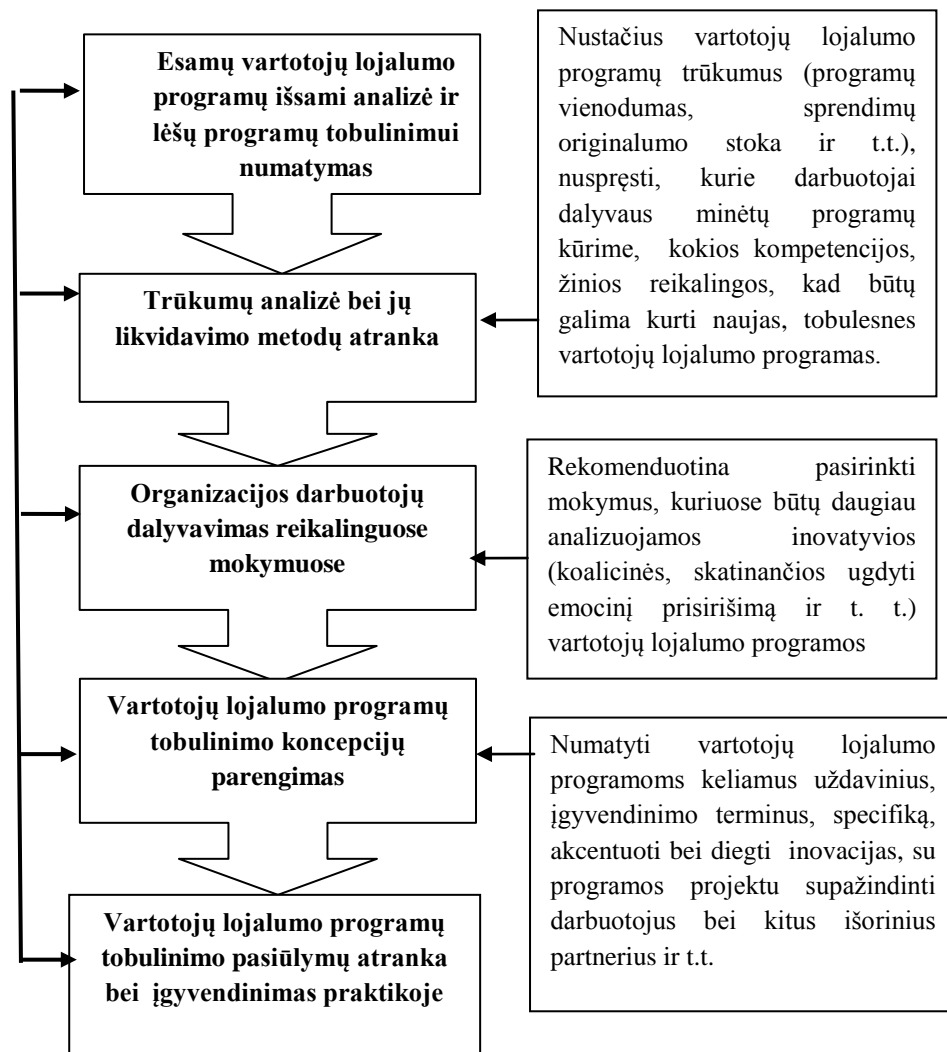 Esamų vartotojų lojalumo
programų išsami analizė ir
lėšų programų tobulinimui
numatymas
Nustačius vartotojų lojalumo
programų trūkumus (programų
vienodumas, sprendimų
originalumo stoka ir t.t.),
nuspręsti, kurie darbuotojai
dalyvaus minėtų programų
kūrime, kokios kompetencijos,
žinios reikalingos, kad būtų
galima kurti naujas, tobulesnes
vartotojų lojalumo programas.
Trūkumų analizė bei jų
likvidavimo metodų atranka
Organizacijos darbuotojų
dalyvavimas reikalinguose
mokymuose
Rekomenduotina pasirinkti
mokymus, kuriuose būtų daugiau
analizuojamos inovatyvios
(koalicinės, skatinančios ugdyti
emocinį prisirišimą ir t. t.)
vartotojų lojalumo programos
Vartotojų lojalumo programų
tobulinimo koncepcijų
parengimas
Numatyti vartotojų lojalumo
programoms keliamus uždavinius,
įgyvendinimo terminus, specifiką,
akcentuoti bei diegti inovacijas, su
programos projektu supažindinti
darbuotojus bei kitus išorinius
partnerius ir t.t.
Vartotojų lojalumo programų
tobulinimo pasiūlymų atranka
bei įgyvendinimas praktikoje